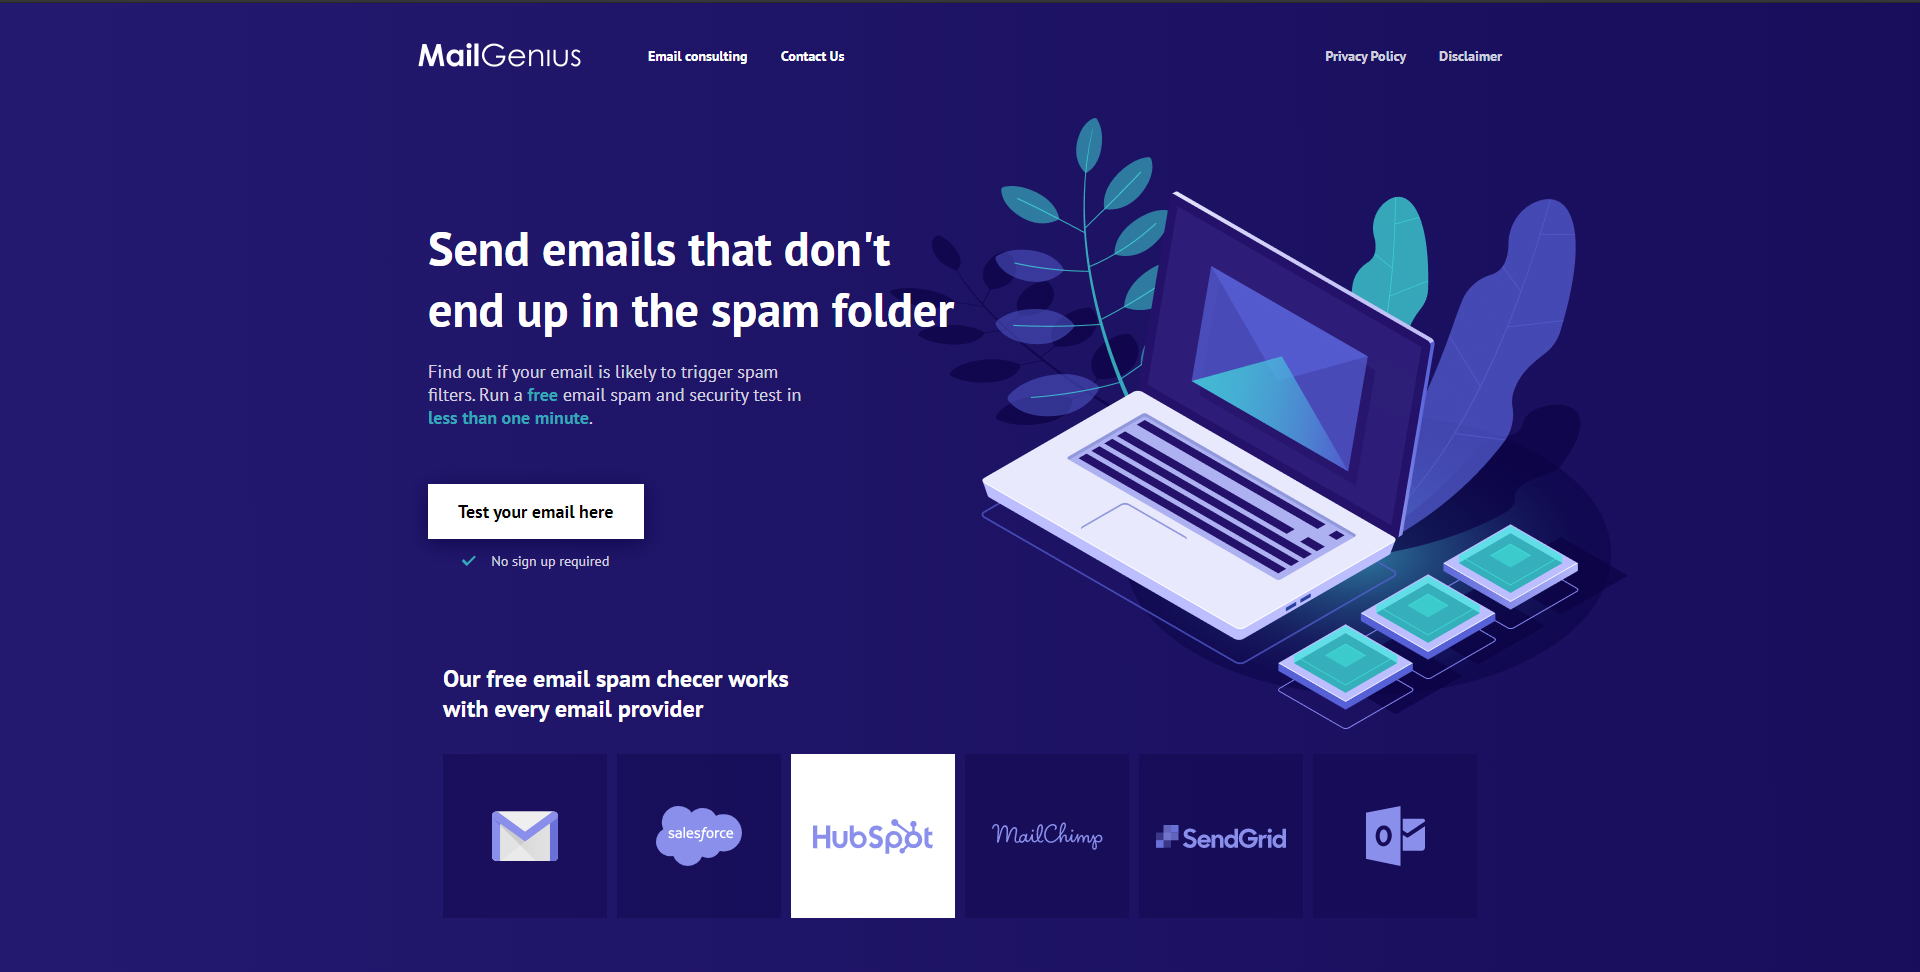 MailGenius
Email consulting
Contact Us
Privacy Policy
Disclaimer
Send emails that don't
end up in the spam folder
Find out if your email is likely to trigger spam
filters. Run a free email spam and security test in
less than one minute.
Test your email here
No sign up required
Our free email spam checer works
with every email provider
salesforce
HubSpot
MailChimp
SendGrid
O